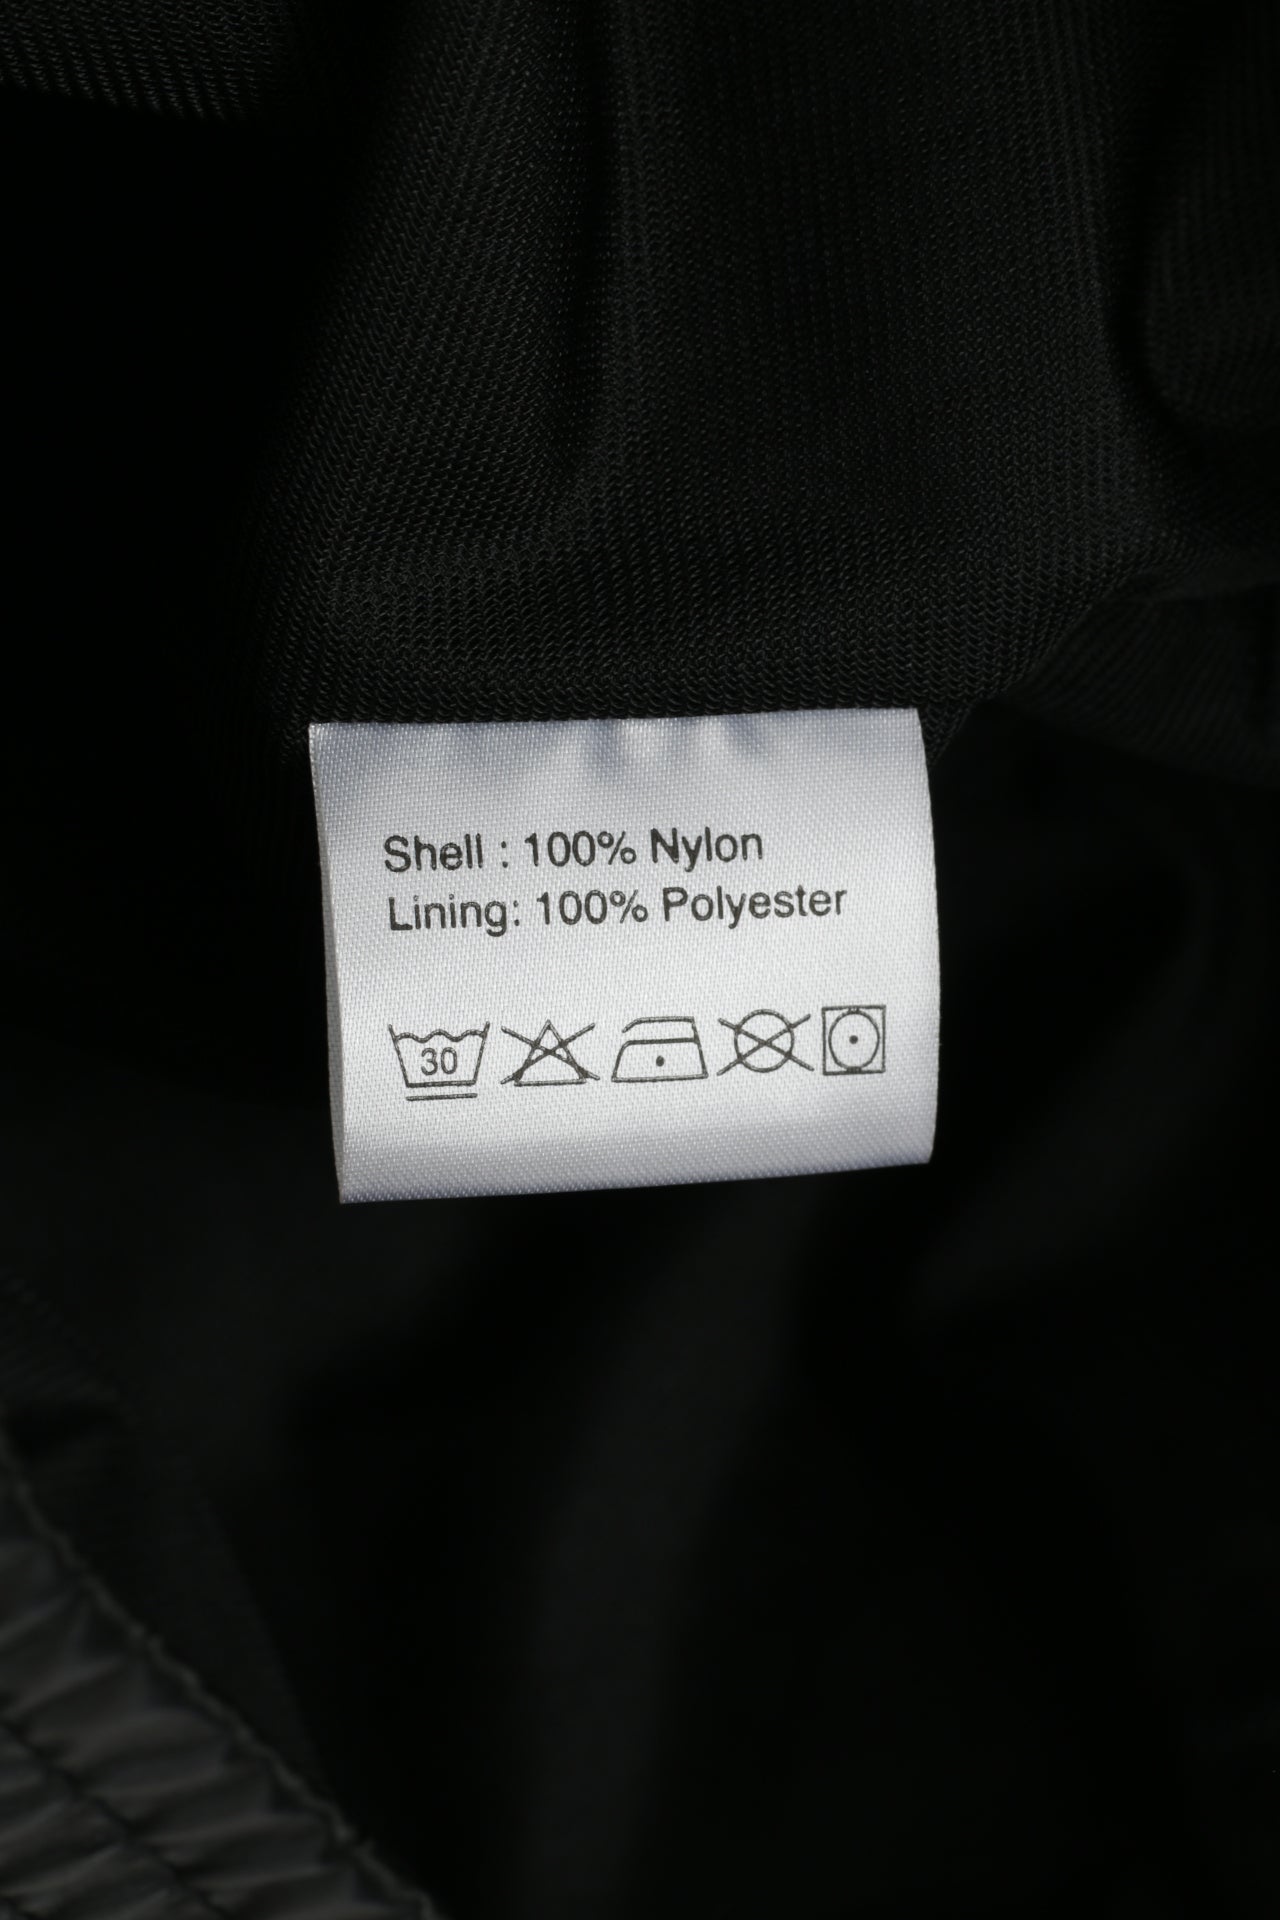 Shell : 100% Nylon
Lining: 100% Polyester
30